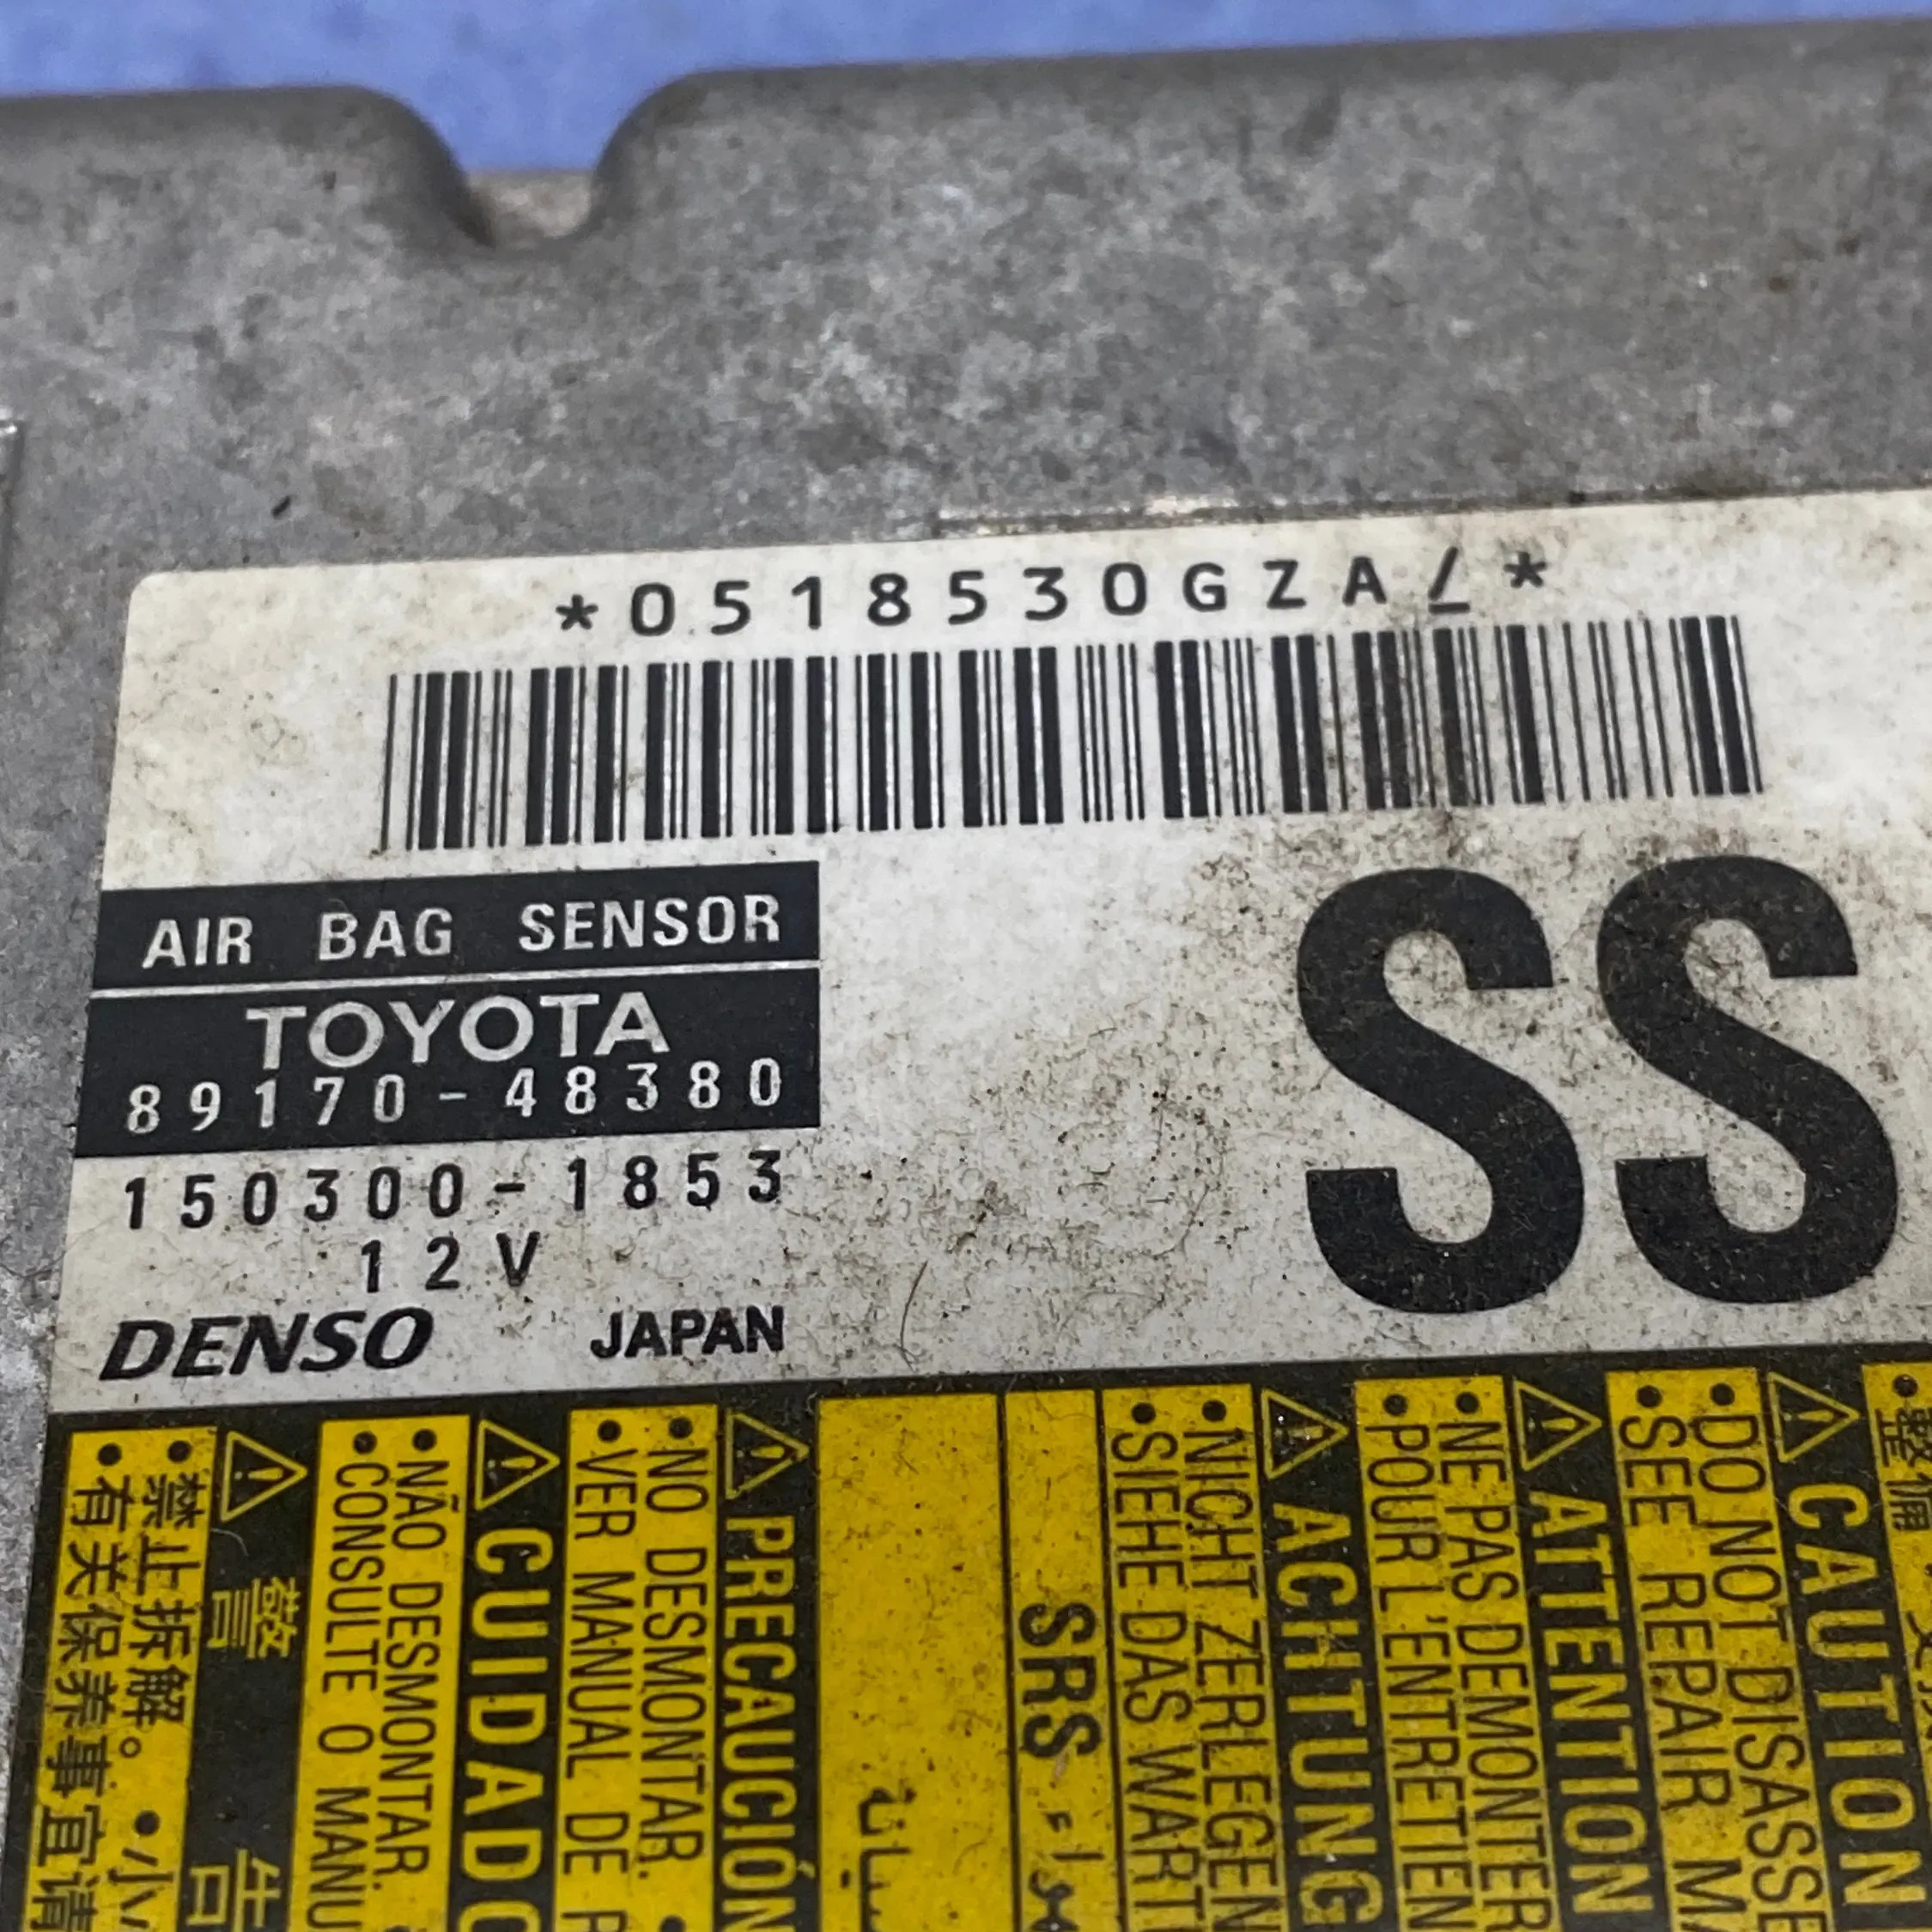 *0518530GZA/*
AIR BAG SENSOR
TOYOTA
89170-48380
150300-1853
12V
DENSO JAPAN
SS
警告
• 禁止拆解。 • 小
• 有关保养事宜请
CUIDADO
• NÃO DESMONTAR.
• CONSULTE O MANU
PRECAUCIÓN
• NO DESMONTAR.
• VER MANUAL DE R
SRS
ACHTUNG
• NICHT ZERLEGEN
• SIEHE DAS WART
ATTENTION
• NE PAS DEMONTER
• POUR L'ENTRETIEN
CAUTION
• DO NOT DISASSE
• SEE REPAIR MA